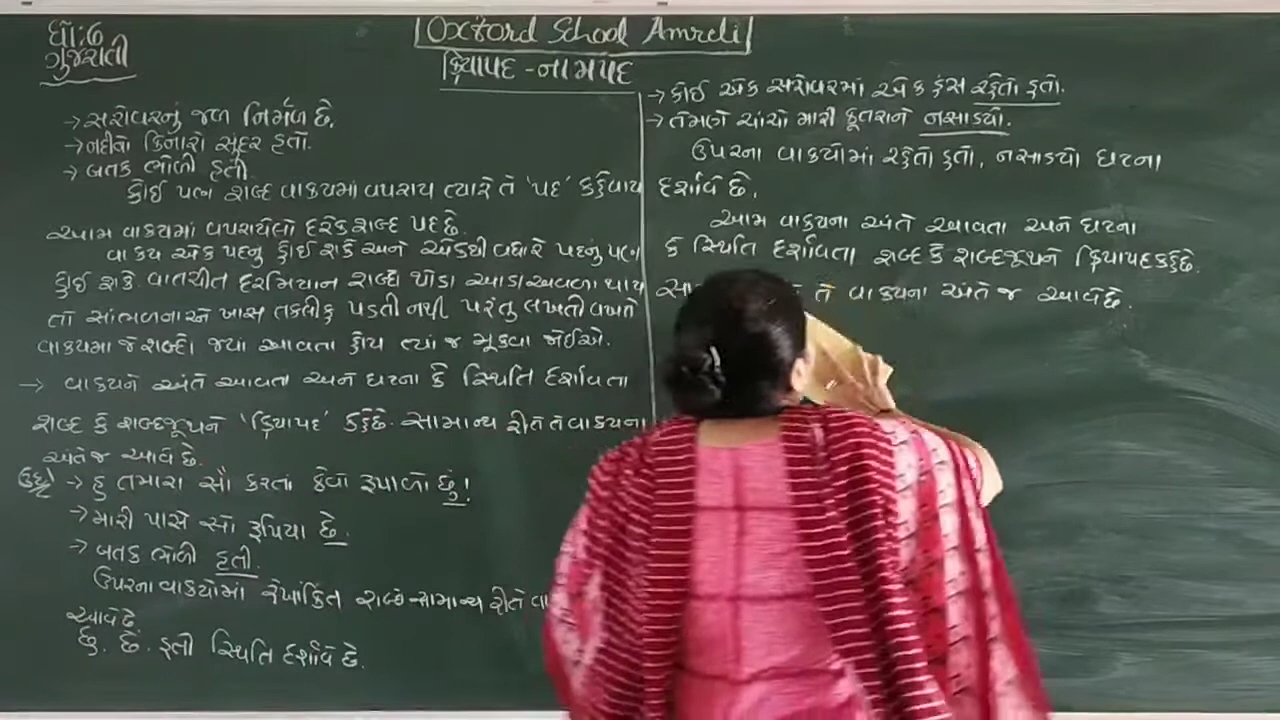 ધો:૭
ગુજરાતી
Oxford School Amreli
ક્રિયાપદ -નામપદ
→ સરોવરનું જળ નિર્મળ છે.
→ નદીનો કિનારો સુંદર હતો.
→ બતક ભોળી હતી.
કોઈ પણ શબ્દ વાક્યમાં વપરાય ત્યારે તે 'પદ' કહેવાય
આમ વાક્યમાં વપરાયેલો દરેક શબ્દ પદ છે.
વાક્ય એક પદનું હોઈ શકે અને એકથી વધારે પદનું પણ
હોઈ શકે. વાતચીત દરમિયાન શબ્દો થોડા આડા અવળા થાય
તો સાંભળનારને ખાસ તકલીફ પડતી નથી પરંતુ લખતી વખતે
વાક્યમાં જે શબ્દો જ્યાં આવતા હોય ત્યાં જ મૂકવા જોઈએ.
→ વાક્યને અંતે આવતા અને ઘટના કે સ્થિતિ દર્શાવતા
શબ્દ કે શબ્દજૂથને 'ક્રિયાપદ' કહે છે. સામાન્ય રીતે તે વાક્યના
અંતે જ આવે છે.
→ હું તમારા સૌ કરતાં કેવો રૂપાળો છું!
→ મારી પાસે સો રૂપિયા છે.
→ બતક ભોળી હતી.
ઉપરના વાક્યોમાં રેખાંકિત શબ્દો સામાન્ય રીતે
આવે છે
છું. છે. હતી સ્થિતિ દર્શાવે છે.
→ કોઈ એક સરોવરમાં એક હંસ રહેતો હતો.
→ તેમણે ચાંચો મારી કૂતરાને નસાડ્યો.
ઉપરના વાક્યોમાં રહેતો હતો, નસાડ્યો ઘટના
દર્શાવે છે.
આમ વાક્યના અંતે આવતા અને ઘટના
કે સ્થિતિ દર્શાવતા શબ્દ કે શબ્દજૂથને ક્રિયાપદ કહે છે.
તે વાક્યના અંતે જ આવે છે.